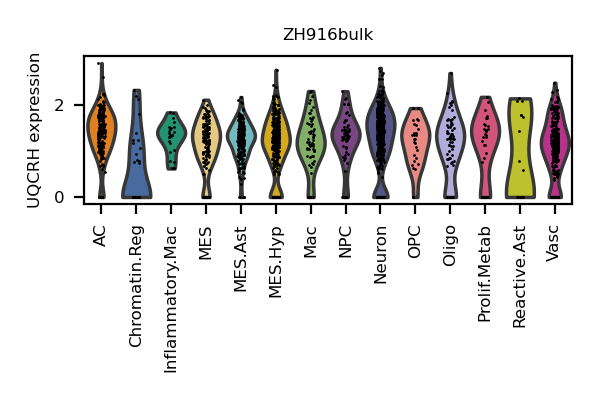 ZH916bulk
UQCRH expression
2
0
AC
Chromatin.Reg
Inflammatory.Mac
MES
MES.Ast
MES.Hyp
Mac
NPC
Neuron
OPC
Oligo
Prolif.Metab
Reactive.Ast
Vasc